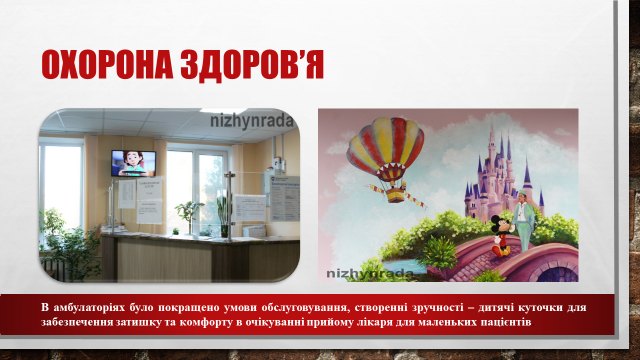 ОХОРОНА ЗДОРОВ’Я
nizhynrada
nizhynrada
В амбулаторіях було покращено умови обслуговування, створенні зручності – дитячі куточки для
забезпечення затишку та комфорту в очікуванні прийому лікаря для маленьких пацієнтів